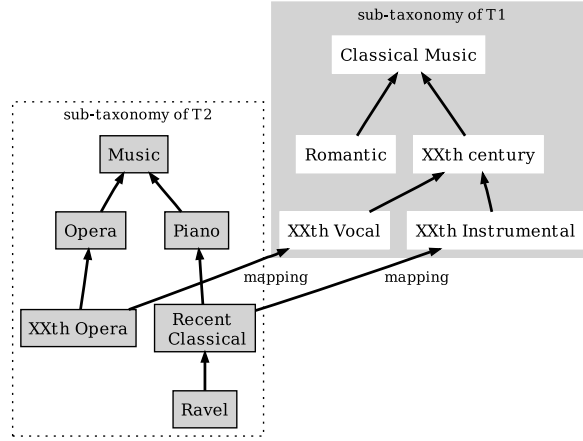 sub-taxonomy of T1
Classical Music
sub-taxonomy of T2
Music
Romantic
XXth century
Opera
Piano
XXth Vocal
XXth Instrumental
mapping
mapping
XXth Opera
Recent
Classical
Ravel